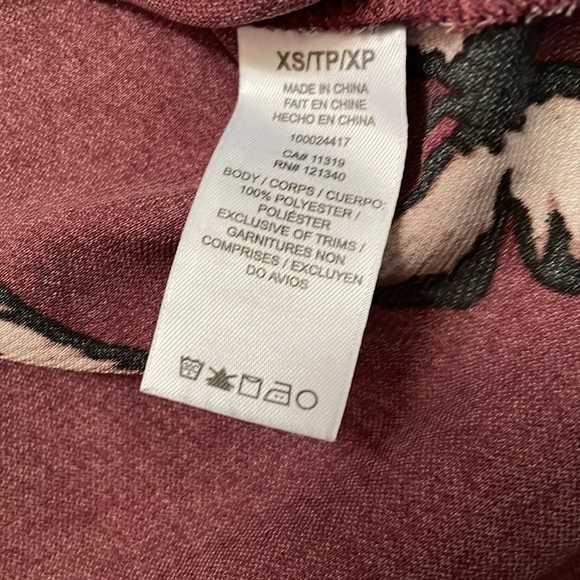 XS/TP/XP
MADE IN CHINA
FAIT EN CHINE
HECHO EN CHINA
100024417
CA# 11319
RN# 121340
BODY / CORPS / CUERPO:
100% POLYESTER /
POLIÉSTER
EXCLUSIVE OF TRIMS /
GARNITURES NON
COMPRISES / EXCLUYEN
DO AVIOS